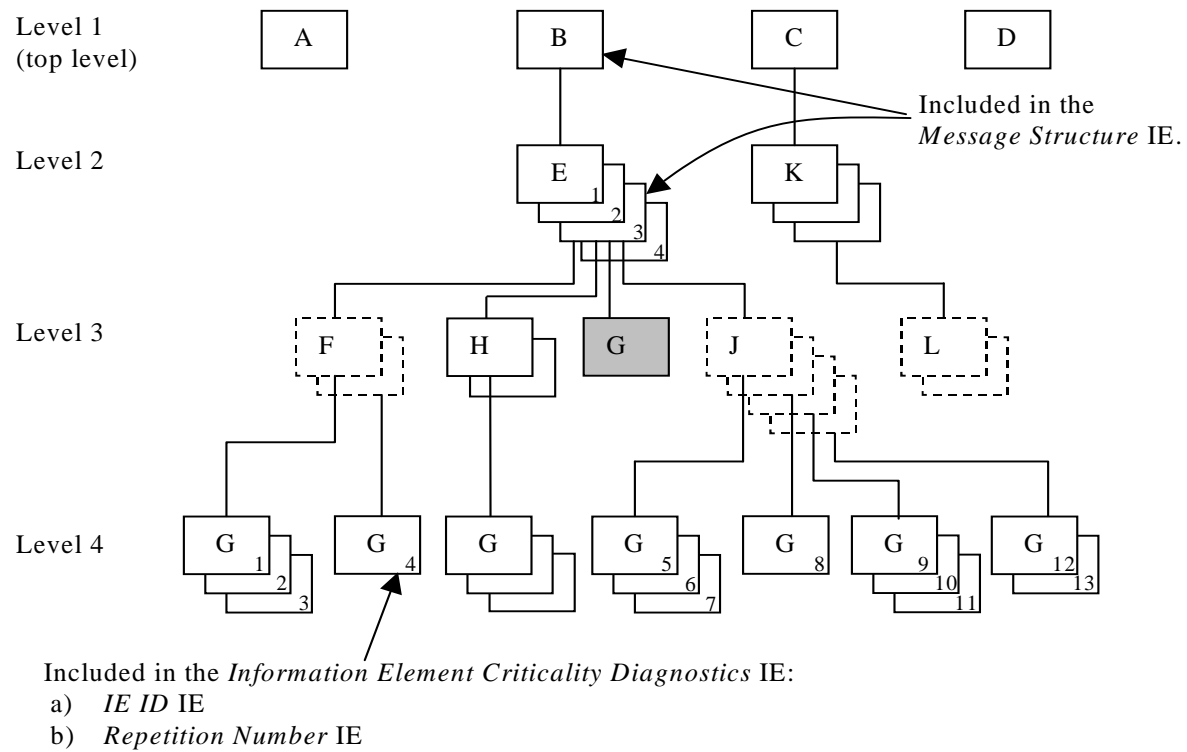 Level 1
(top level)
A
B
C
D
Included in the
Message Structure IE.
Level 2
E
1
2
3
4
K
Level 3
F
H
G
J
L
Level 4
G
1
2
3
G
4
G
G
5
6
7
G
8
G
9
10
11
G
12
13
Included in the Information Element Criticality Diagnostics IE:
a) IE ID IE
b) Repetition Number IE